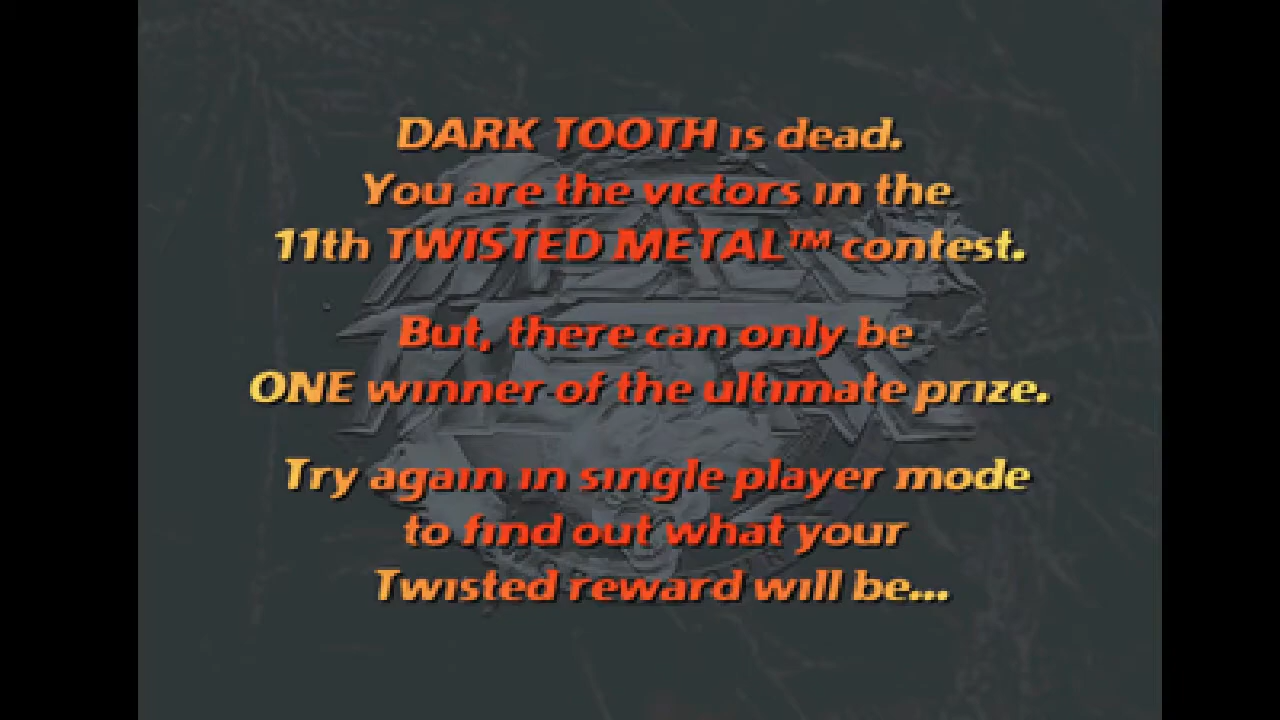 DARK TOOTH is dead.
You are the victors in the
11th TWISTED METAL™ contest.
But, there can only be
ONE winner of the ultimate prize.
Try again in single player mode
to find out what your
Twisted reward will be...